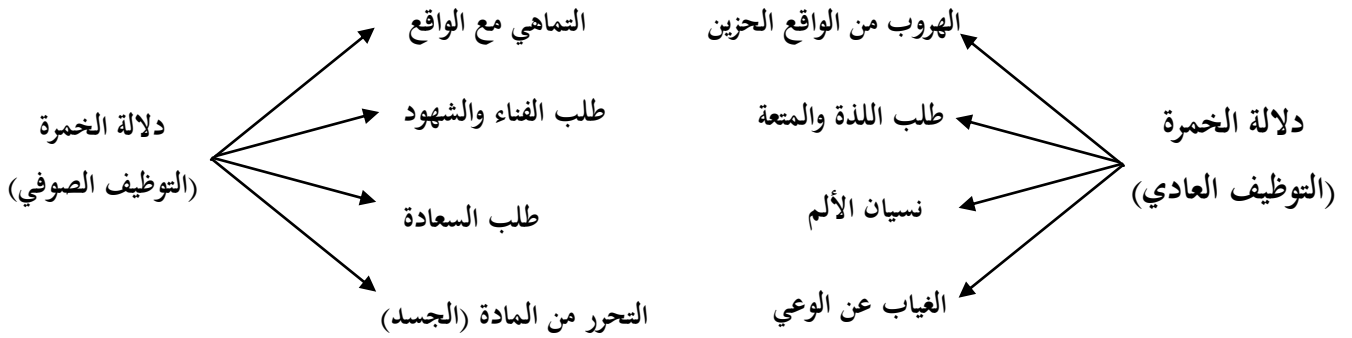 الهروب من الواقع الحزين
طلب اللذة والمتعة
دلالة الخمرة
(التوظيف العادي)
نسيان الألم
الغياب عن الوعي
التماهي مع الواقع
طلب الفناء والشهود
دلالة الخمرة
(التوظيف الصوفي)
طلب السعادة
التحرر من المادة (الجسد)